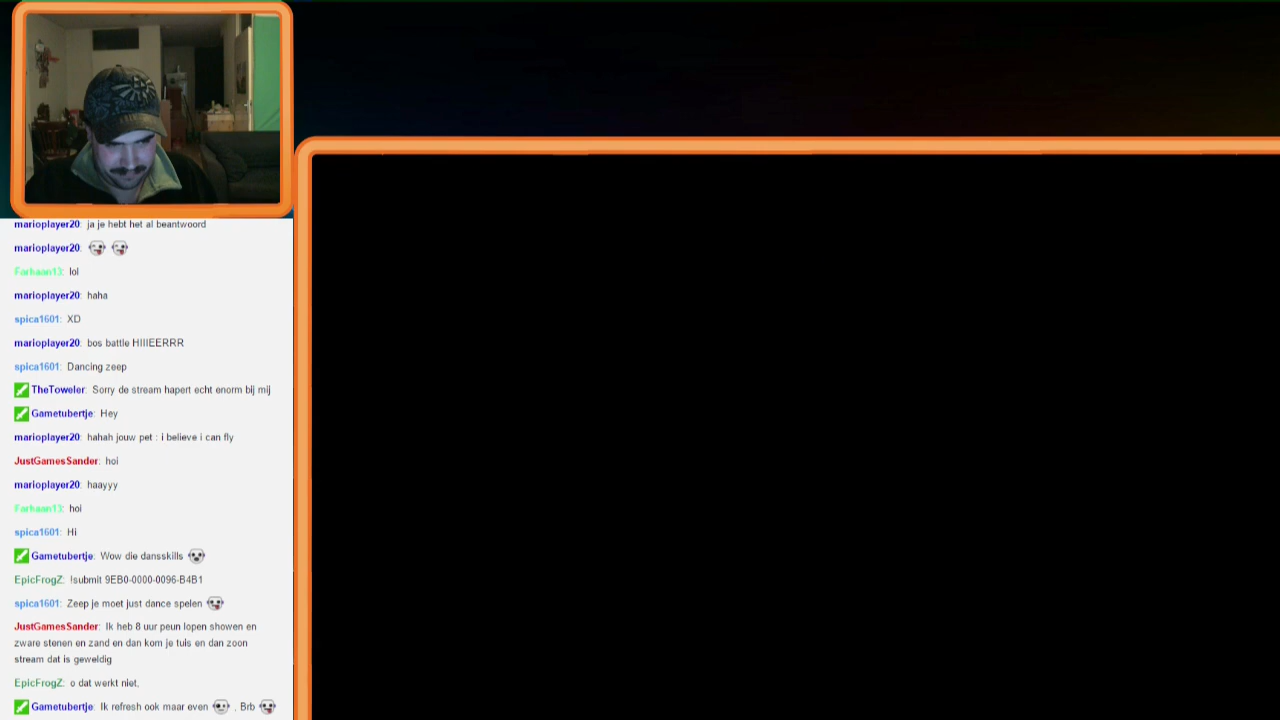 marioplayer20: ja je hebt het al beantwoord
marioplayer20:
Farhaan13: lol
marioplayer20: haha
spica1601: XD
marioplayer20: bos battle HIIIEERRR
spica1601: Dancing zeep
TheToweler: Sorry de stream hapert echt enorm bij mij
Gametubertje: Hey
marioplayer20: hahah jouw pet : i believe i can fly
JustGamesSander: hoi
marioplayer20: haayyy
Farhaan13: hoi
spica1601: Hi
Gametubertje: Wow die dansskills
EpicFrogZ: !submit 9EB0-0000-0096-B4B1
spica1601: Zeep je moet just dance spelen
JustGamesSander: Ik heb 8 uur peun lopen showen en
zware stenen en zand en dan kom je tuis en dan zoon
stream dat is geweldig
EpicFrogZ: o dat werkt niet,
Gametubertje: Ik refresh ook maar even . Brb